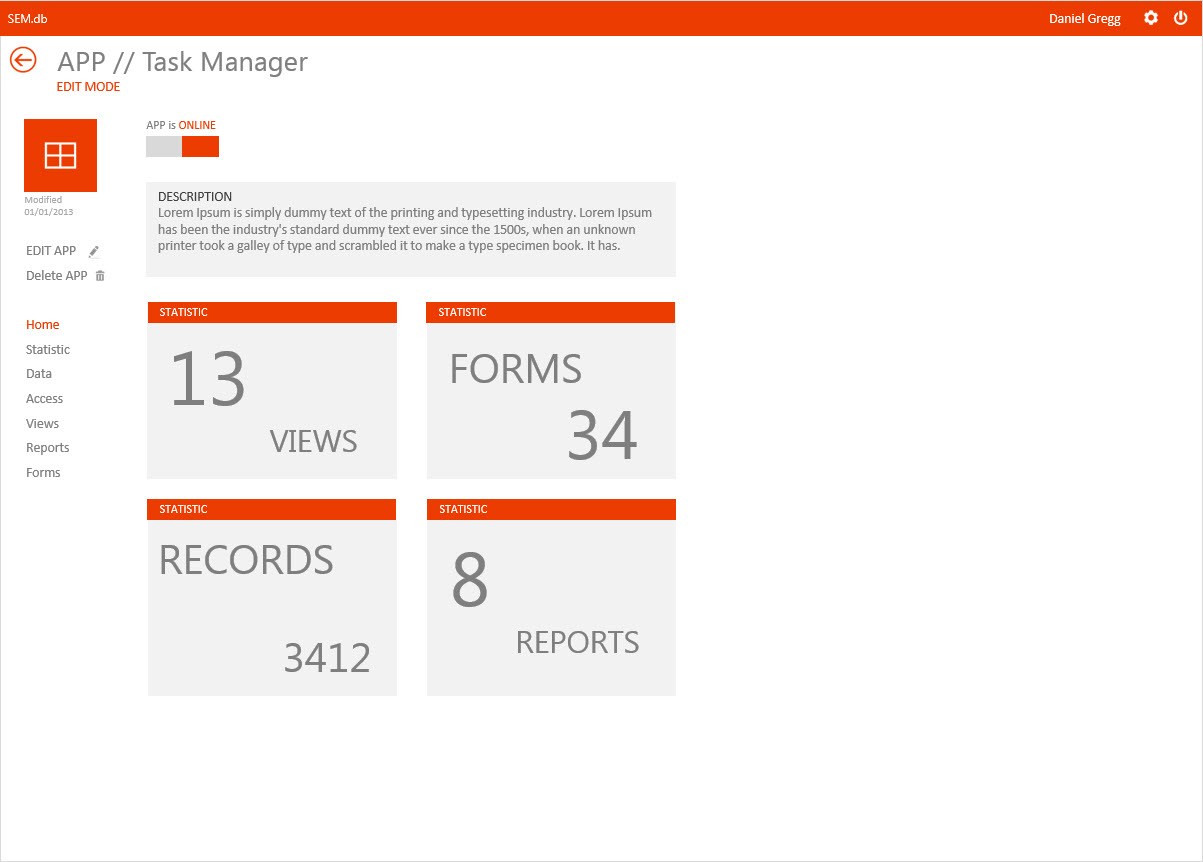 SEM.db
Daniel Gregg
APP // Task Manager
EDIT MODE
Modified
01/01/2013
EDIT APP
Delete APP
Home
Statistic
Data
Access
Views
Reports
Forms
APP is ONLINE
DESCRIPTION
Lorem Ipsum is simply dummy text of the printing and typesetting industry. Lorem Ipsum
has been the industry's standard dummy text ever since the 1500s, when an unknown
printer took a galley of type and scrambled it to make a type specimen book. It has.
STATISTIC
13
VIEWS
STATISTIC
FORMS
34
STATISTIC
RECORDS
3412
STATISTIC
8
REPORTS